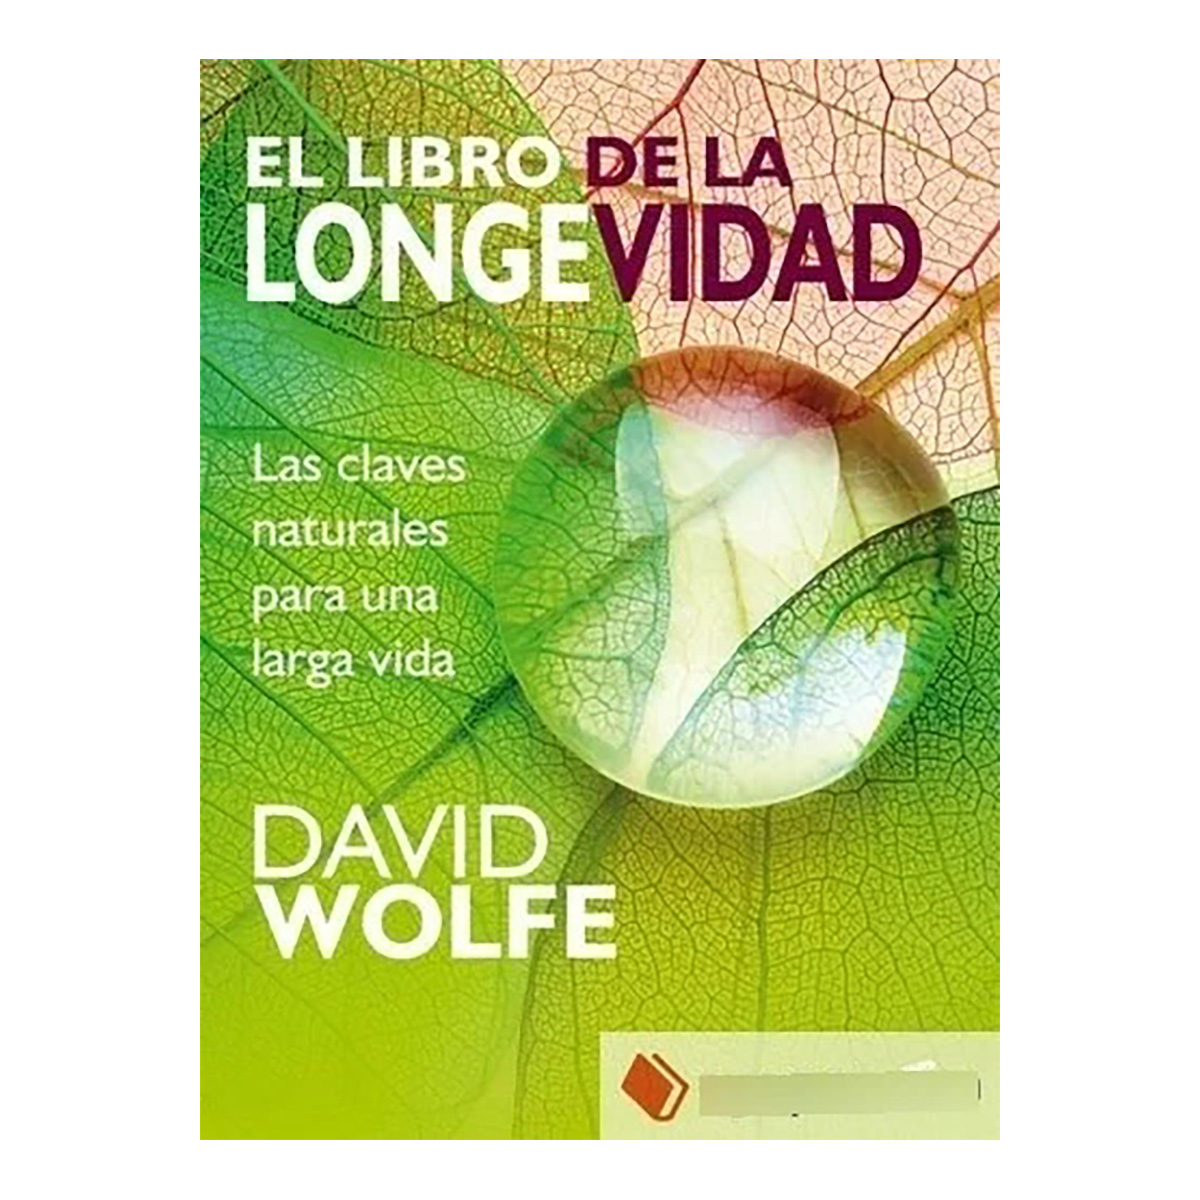 EL LIBRO DE LA
LONGEVIDAD
Las claves
naturales
para una
larga vida
DAVID
WOLFE